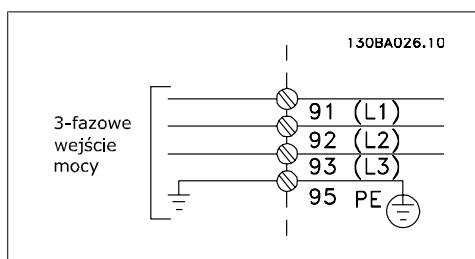 130BA026.10
3-fazowe
wejście
mocy
91 (L1)
92 (L2)
93 (L3)
95 PE